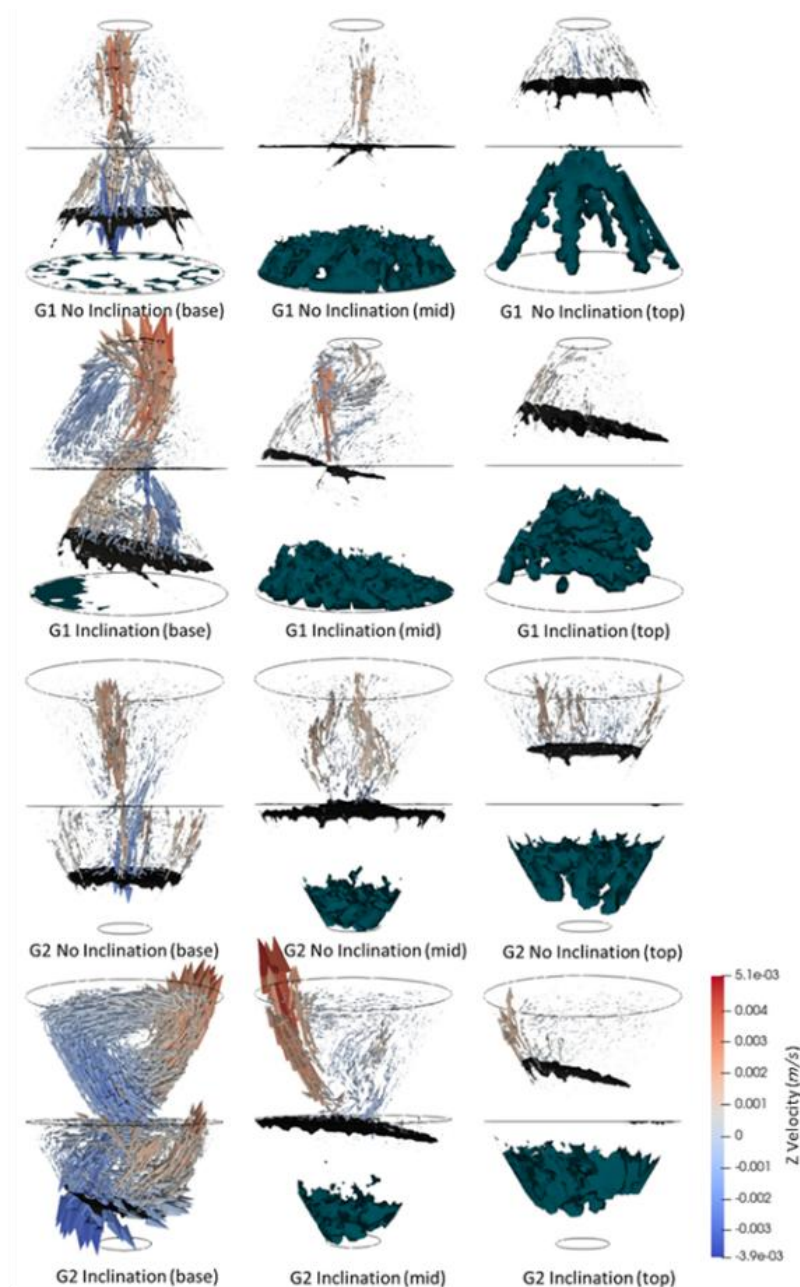 G1 No Inclination (base) G1 No Inclination (mid) G1 No Inclination (top)
G1 Inclination (base) G1 Inclination (mid) G1 Inclination (top)
G2 No Inclination (base) G2 No Inclination (mid) G2 No Inclination (top)
5.1e-03
0.004
0.003
0.002
0.001
0
-0.001
-0.002
-0.003
-3.9e-03
Z Velocity (m/s)
G2 Inclination (base) G2 Inclination (mid) G2 Inclination (top)